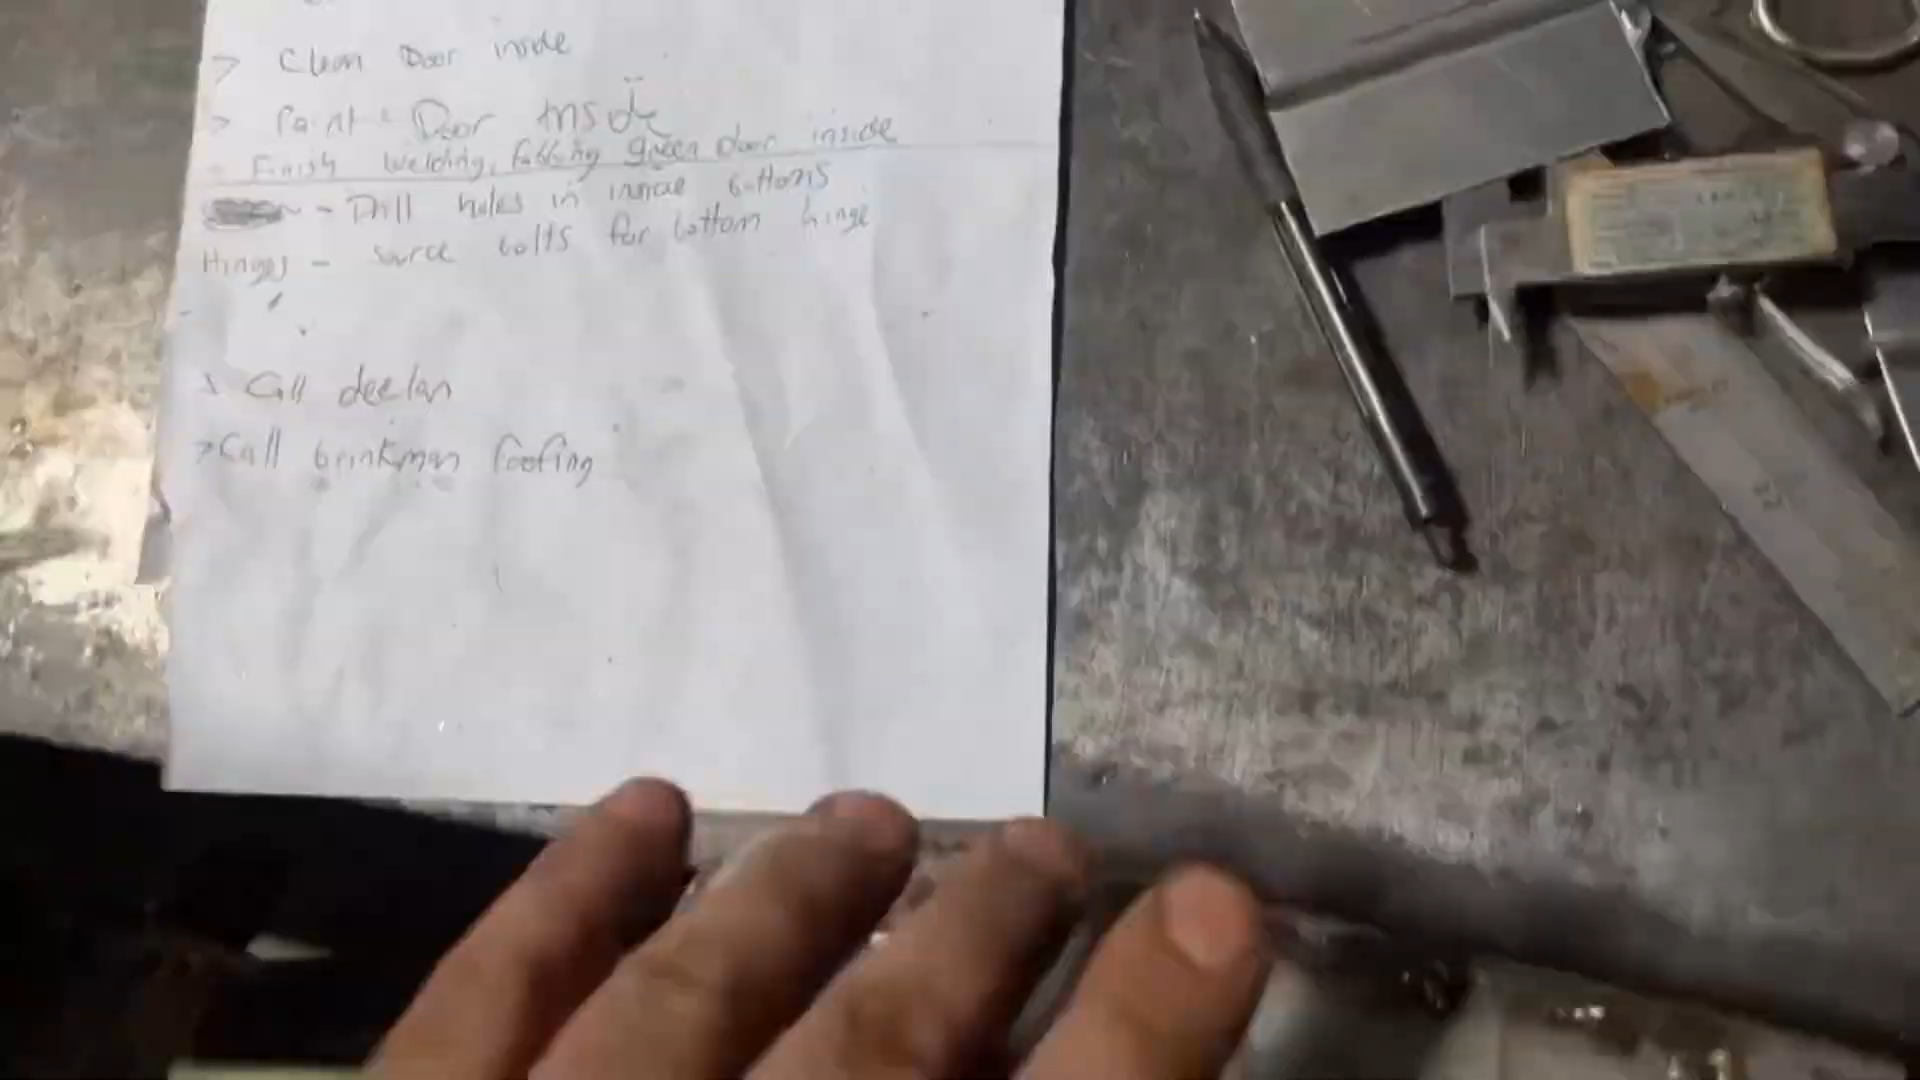 > Clean Door inside
> Paint - Door inside
- Finish welding, fabbing green door inside
- Drill holes in inside bottoms
Hinges - source bolts for bottom hinge
> Call deelan
> Call brinkman roofing